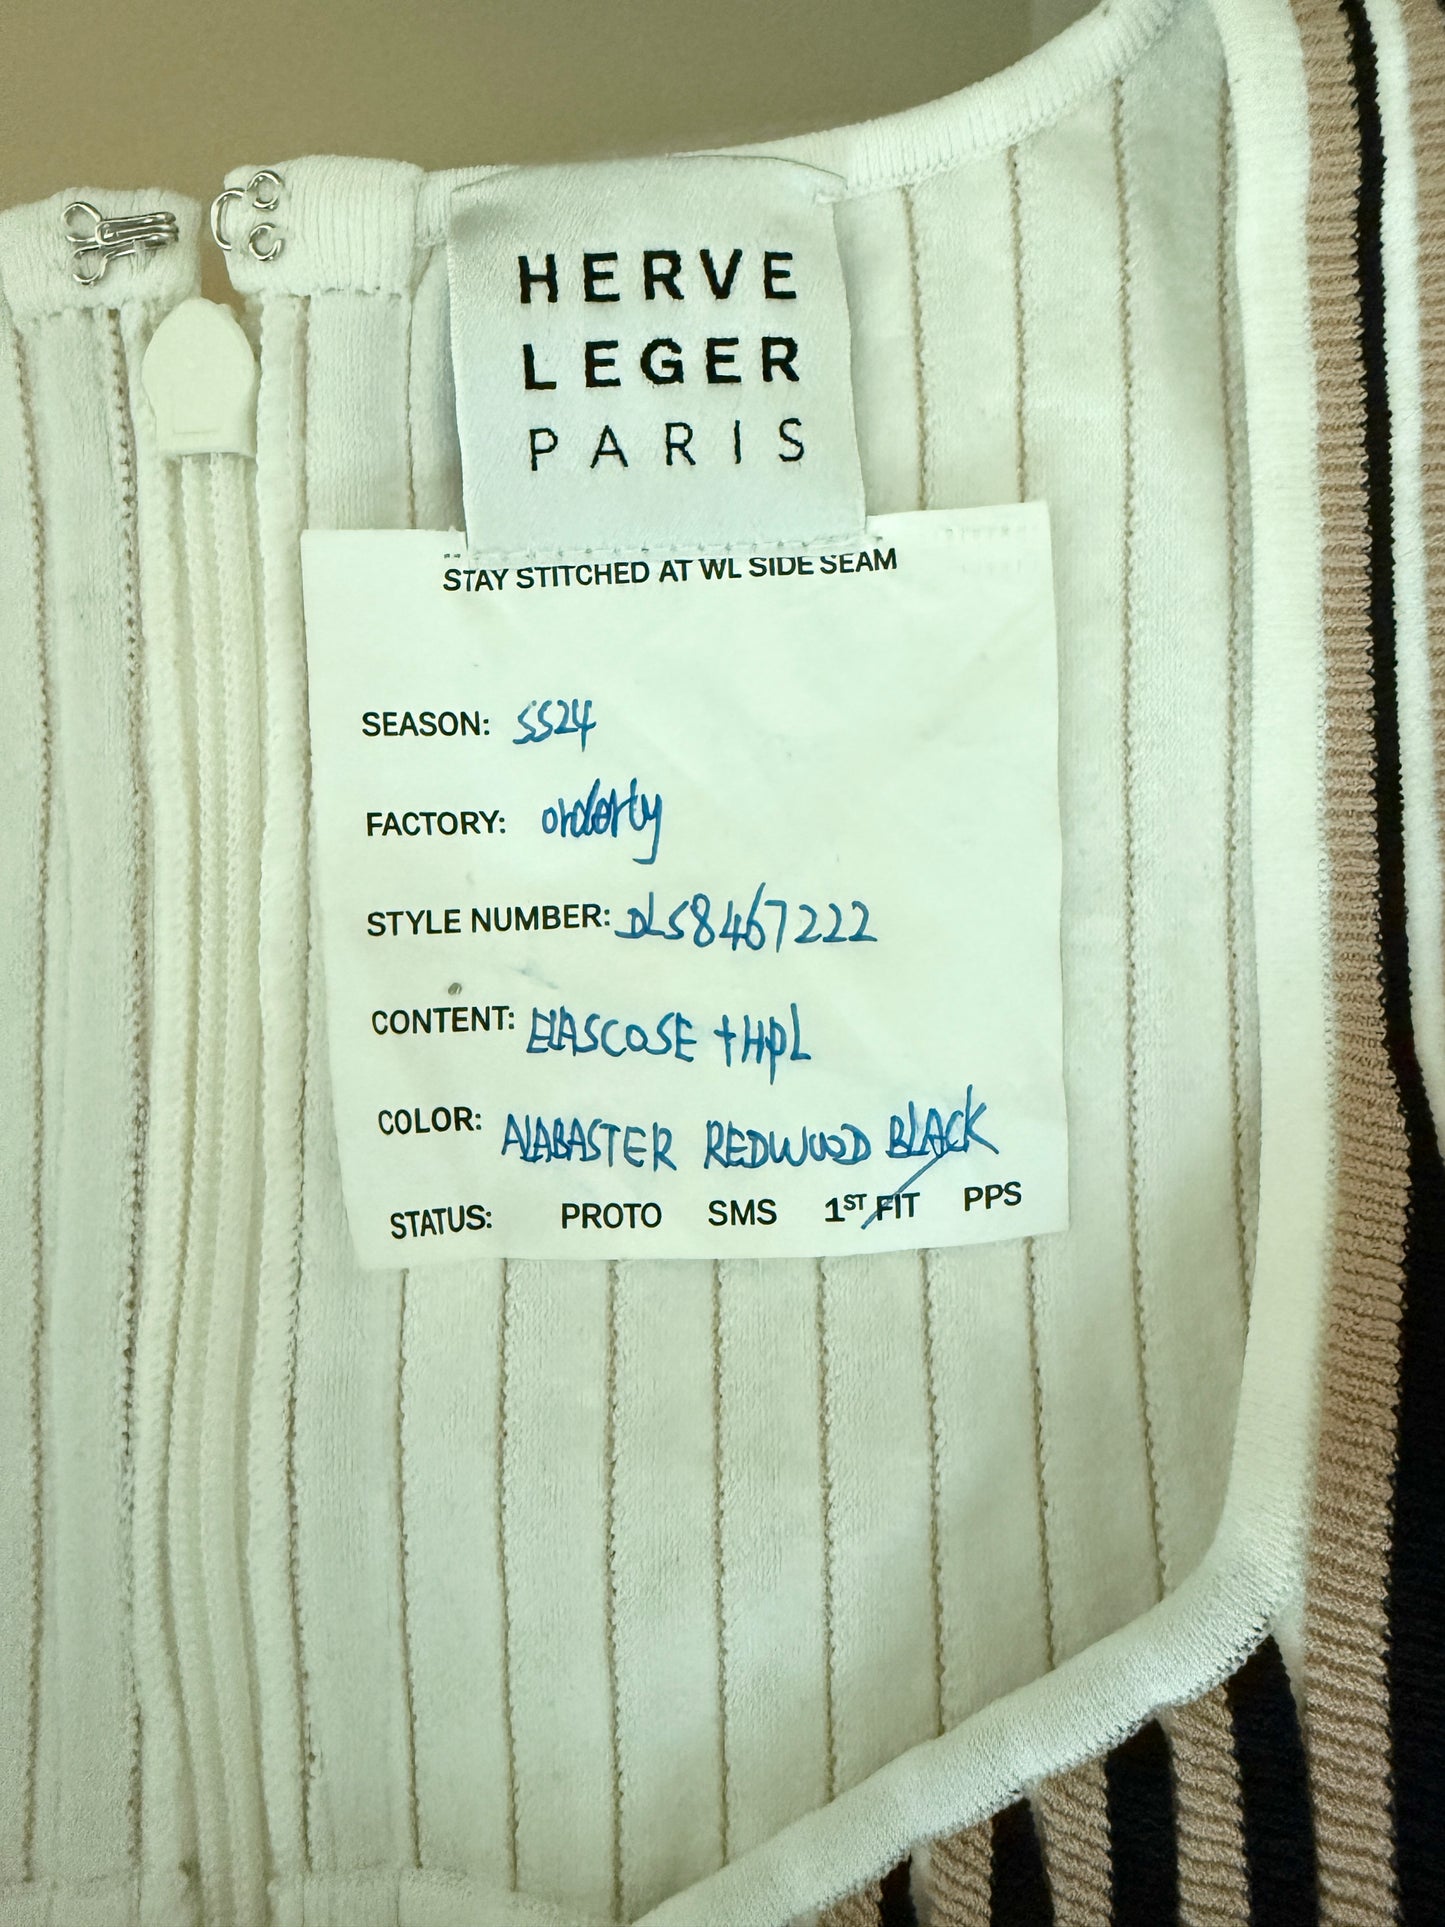 HERVE
LEGER
PARIS
STAY STITCHED AT WL SIDE SEAM
SEASON: SS24
FACTORY: orderly
STYLE NUMBER: DLS8467222
CONTENT: ELASCOSE + HPL
COLOR: ALABASTER REDWOOD BLACK
STATUS: PROTO SMS 1ST FIT PPS